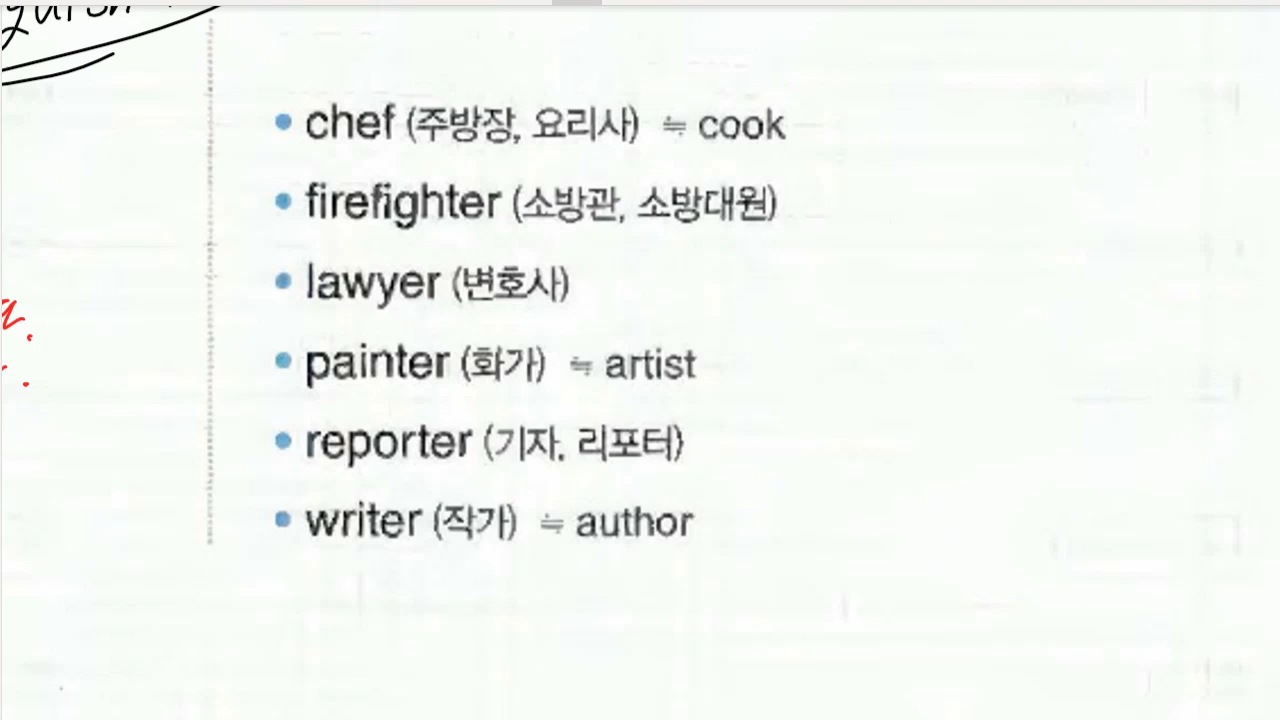 • chef (주방장, 요리사) ≒ cook
• firefighter (소방관, 소방대원)
• lawyer (변호사)
• painter (화가) ≒ artist
• reporter (기자, 리포터)
• writer (작가) ≒ author